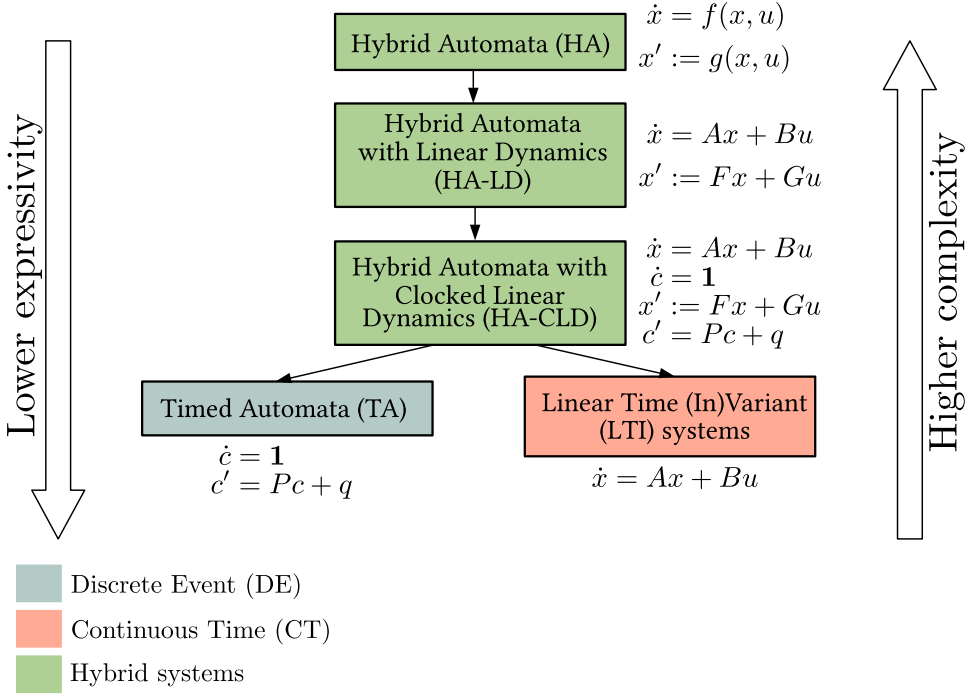 Hybrid Automata (HA)
ẋ = f(x, u)
x′ := g(x, u)
Hybrid Automata
with Linear Dynamics
(HA-LD)
ẋ = Ax + Bu
x′ := Fx + Gu
Hybrid Automata with
Clocked Linear
Dynamics (HA-CLD)
ẋ = Ax + Bu
ċ = 1
x′ := Fx + Gu
c′ = Pc + q
Timed Automata (TA)
ċ = 1
c′ = Pc + q
Linear Time (In)Variant
(LTI) systems
ẋ = Ax + Bu
Lower expressivity
Higher complexity
Discrete Event (DE)
Continuous Time (CT)
Hybrid systems